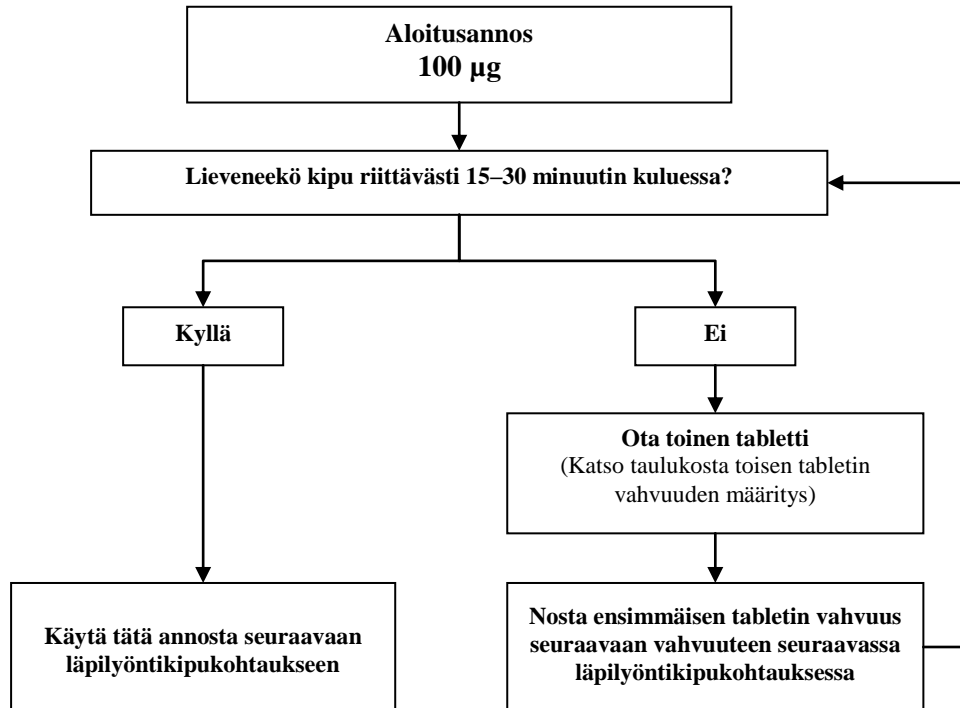 Aloitusannos
100 µg
Lieveneekö kipu riittävästi 15–30 minuutin kuluessa?
Kyllä
Ei
Ota toinen tabletti
(Katso taulukosta toisen tabletin
vahvuuden määritys)
Käytä tätä annosta seuraavaan
läpilyöntikipukohtaukseen
Nosta ensimmäisen tabletin vahvuus
seuraavaan vahvuuteen seuraavassa
läpilyöntikipukohtauksessa